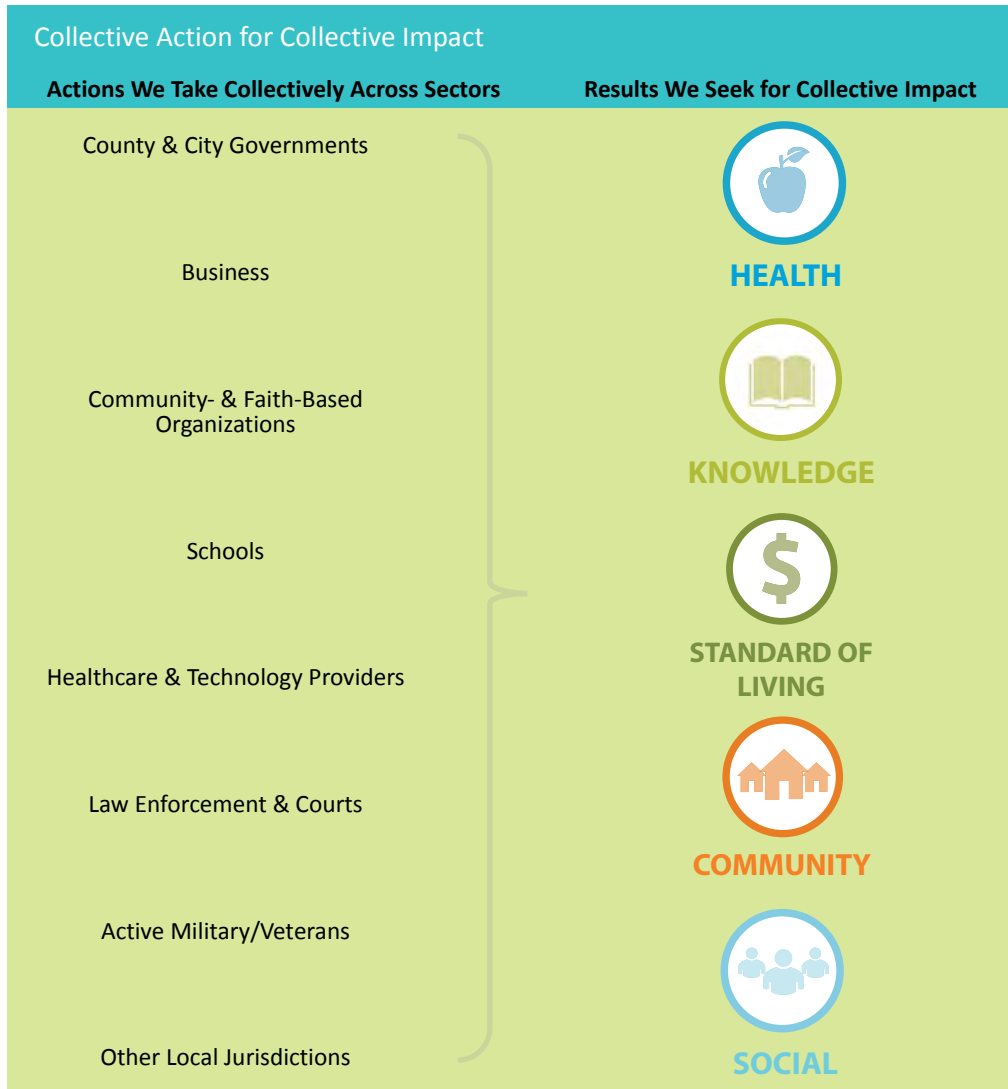 Collective Action for Collective Impact
Actions We Take Collectively Across Sectors
County & City Governments
Business
Community- & Faith-Based
Organizations
Schools
Healthcare & Technology Providers
Law Enforcement & Courts
Active Military/Veterans
Other Local Jurisdictions
Results We Seek for Collective Impact
HEALTH
KNOWLEDGE
$
STANDARD OF
LIVING
COMMUNITY
SOCIAL